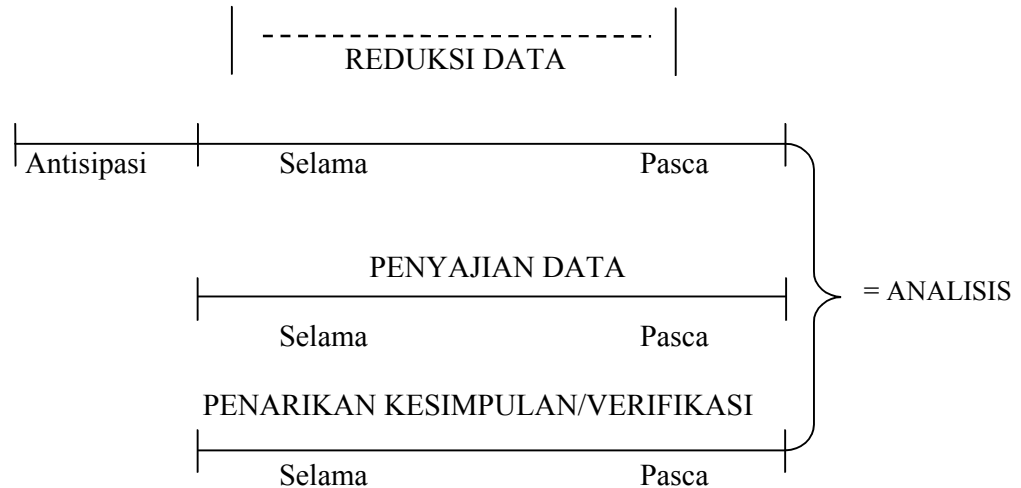 REDUKSI DATA
Antisipasi Selama Pasca
PENYAJIAN DATA
= ANALISIS
Selama Pasca
PENARIKAN KESIMPULAN/VERIFIKASI
Selama Pasca